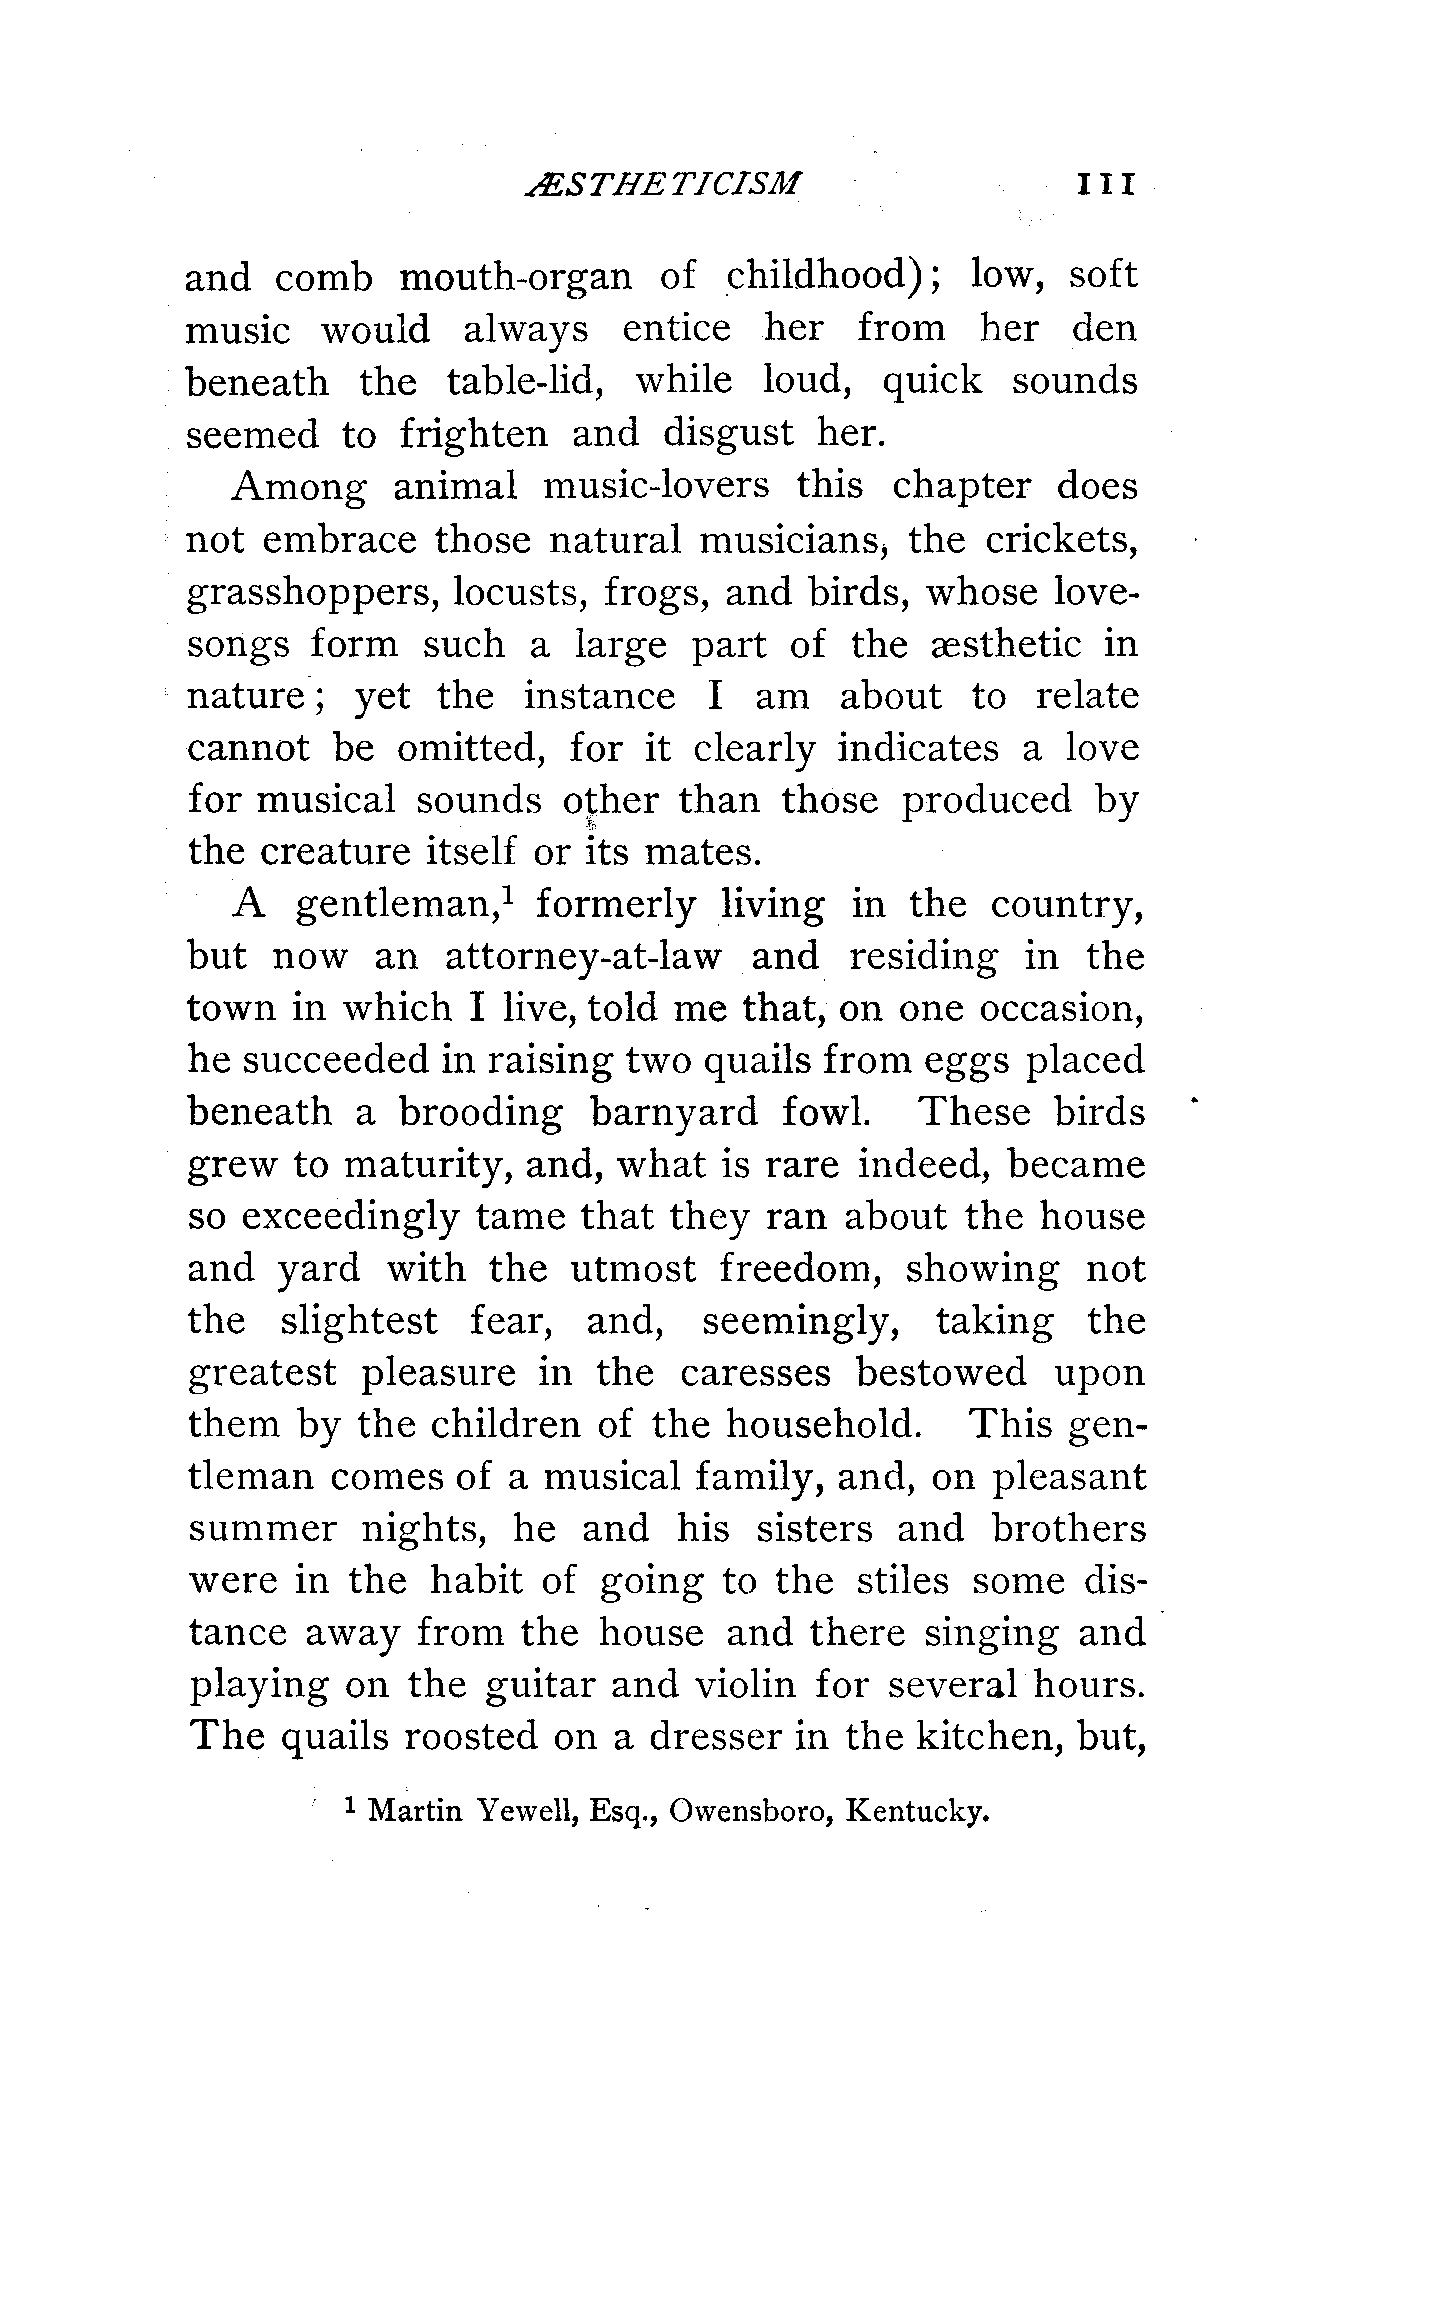 ÆSTHETICISM 111
and comb mouth-organ of childhood); low, soft
music would always entice her from her den
beneath the table-lid, while loud, quick sounds
seemed to frighten and disgust her.
Among animal music-lovers this chapter does
not embrace those natural musicians, the crickets,
grasshoppers, locusts, frogs, and birds, whose love-
songs form such a large part of the æsthetic in
nature; yet the instance I am about to relate
cannot be omitted, for it clearly indicates a love
for musical sounds other than those produced by
the creature itself or its mates.
A gentleman,¹ formerly living in the country,
but now an attorney-at-law and residing in the
town in which I live, told me that, on one occasion,
he succeeded in raising two quails from eggs placed
beneath a brooding barnyard fowl. These birds
grew to maturity, and, what is rare indeed, became
so exceedingly tame that they ran about the house
and yard with the utmost freedom, showing not
the slightest fear, and, seemingly, taking the
greatest pleasure in the caresses bestowed upon
them by the children of the household. This gen-
tleman comes of a musical family, and, on pleasant
summer nights, he and his sisters and brothers
were in the habit of going to the stiles some dis-
tance away from the house and there singing and
playing on the guitar and violin for several hours.
The quails roosted on a dresser in the kitchen, but,
¹ Martin Yewell, Esq., Owensboro, Kentucky.